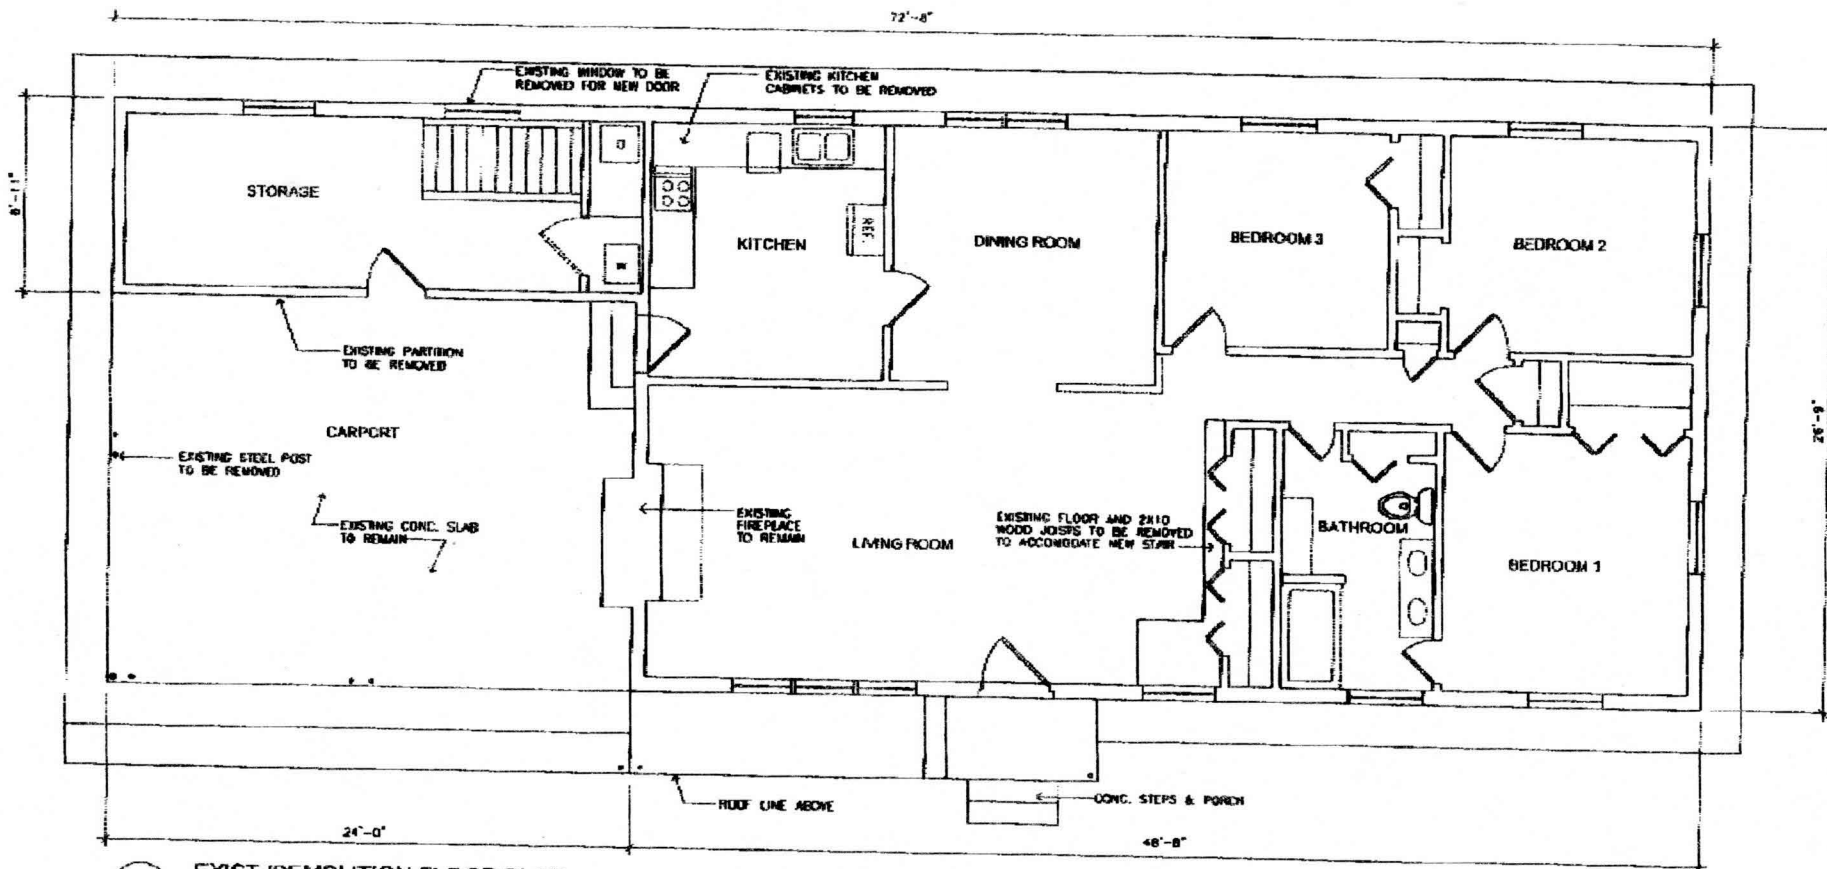 72'-8"
EXISTING WINDOW TO BE
REMOVED FOR NEW DOOR
EXISTING KITCHEN
CABINETS TO BE REMOVED
STORAGE
D
KITCHEN
REF.
DINING ROOM
BEDROOM 3
BEDROOM 2
8'-11"
W
EXISTING PARTITION
TO BE REMOVED
CARPORT
EXISTING STEEL POST
TO BE REMOVED
EXISTING CONC. SLAB
TO REMAIN
EXISTING
FIREPLACE
TO REMAIN
LIVING ROOM
EXISTING FLOOR AND 2X10
WOOD JOISTS TO BE REMOVED
TO ACCOMODATE NEW STAIR
BATHROOM
BEDROOM 1
26'-9"
ROOF LINE ABOVE
CONC. STEPS & PORCH
24'-0"
48'-8"